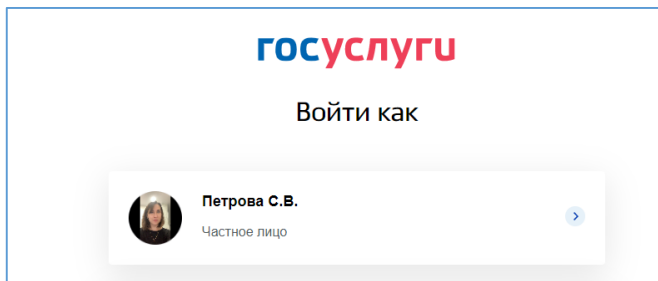 госуслуги
Войти как
Петрова С.В.
Частное лицо